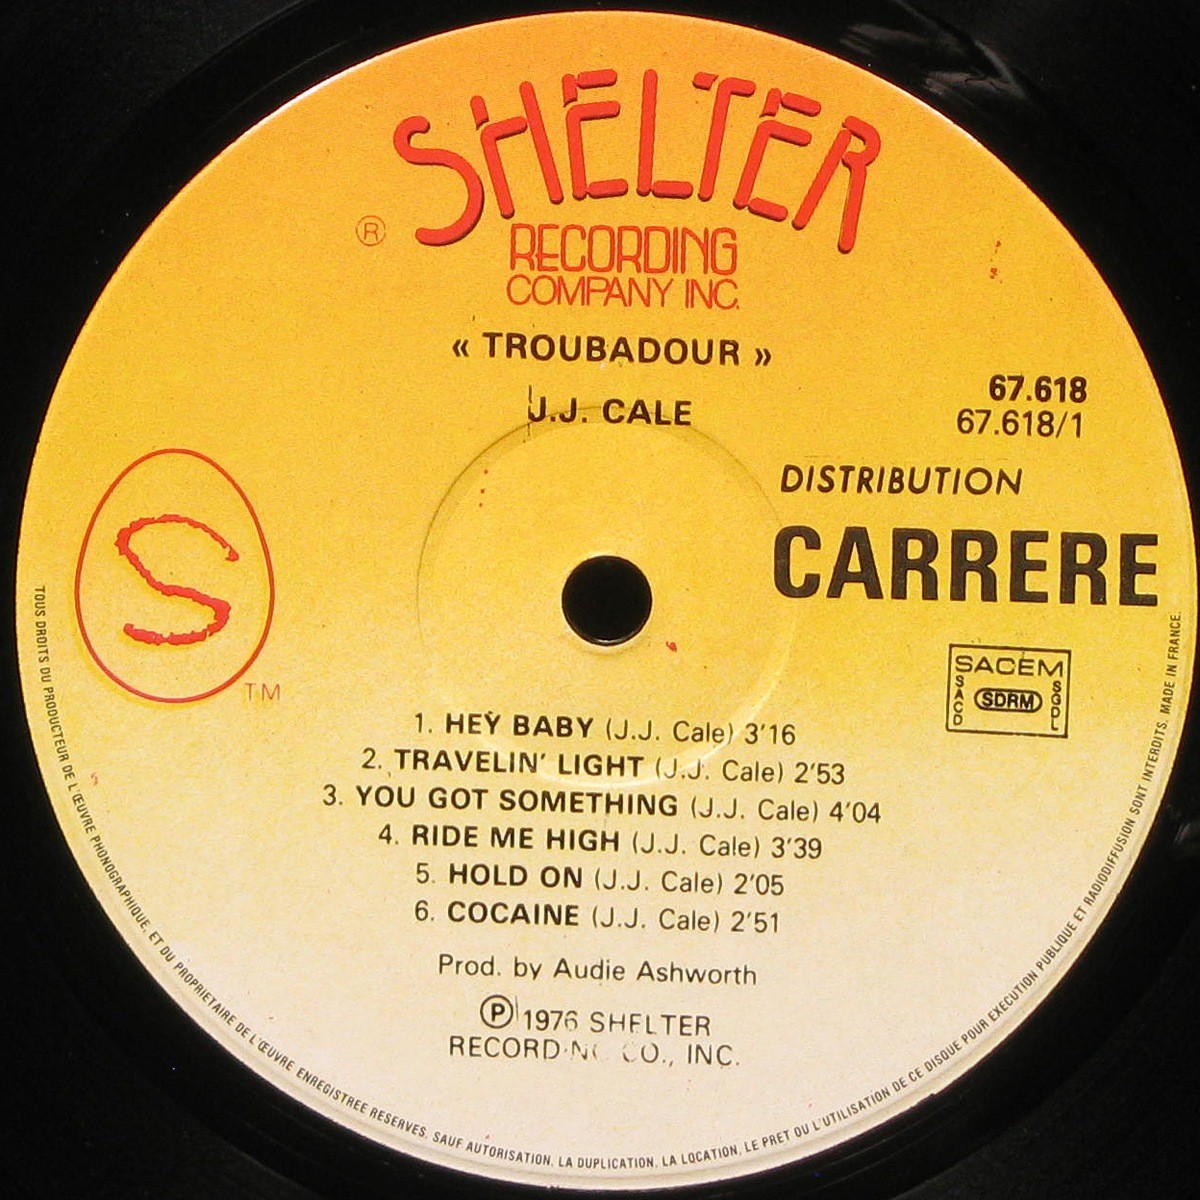 SHELTER
®
RECORDING
COMPANY INC.
« TROUBADOUR »
J.J. CALE
67.618
67.618/1
DISTRIBUTION
CARRERE
S
TM
SACEM
SACD
SDRM
SGDL
1. HEY BABY (J.J. Cale) 3'16
2. TRAVELIN' LIGHT (J.J. Cale) 2'53
3. YOU GOT SOMETHING (J.J. Cale) 4'04
4. RIDE ME HIGH (J.J. Cale) 3'39
5. HOLD ON (J.J. Cale) 2'05
6. COCAINE (J.J. Cale) 2'51
Prod. by Audie Ashworth
Ⓟ 1976 SHELTER
RECORDING CO., INC.
TOUS DROITS DU PRODUCTEUR DE L'ŒUVRE PHONOGRAPHIQUE, ET DU PROPRIETAIRE DE L'ŒUVRE ENREGISTREE RESERVES. SAUF AUTORISATION, LA DUPLICATION, LA LOCATION, LE PRET OU L'UTILISATION DE CE DISQUE POUR EXECUTION PUBLIQUE ET RADIODIFFUSION SONT INTERDITS. MADE IN FRANCE.